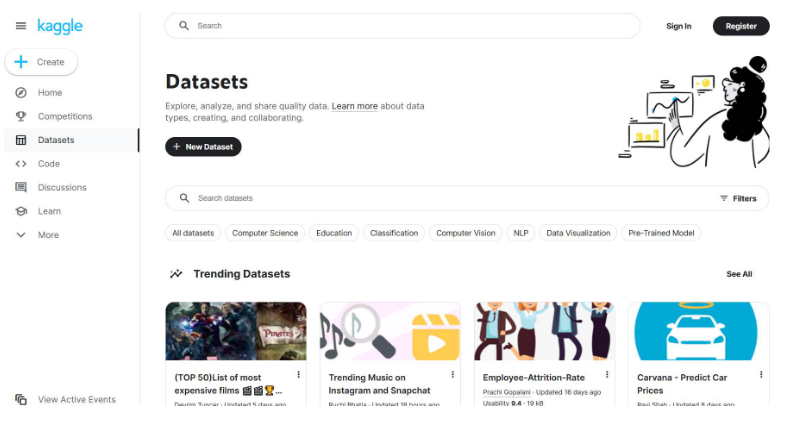 kaggle
Search
Sign In
Register
Create
Home
Competitions
Datasets
Code
Discussions
Learn
More
View Active Events
Datasets
Explore, analyze, and share quality data. Learn more about data
types, creating, and collaborating.
+ New Dataset
Search datasets
Filters
All datasets
Computer Science
Education
Classification
Computer Vision
NLP
Data Visualization
Pre-Trained Model
Trending Datasets
See All
PIRATES
(TOP 50)List of most
expensive films 🎬🎬🏆...
Devrim Tuncer · Updated 5 days ago
Trending Music on
Instagram and Snapchat
Ruchi Bhatia · Updated 18 hours ago
Employee-Attrition-Rate
Prachi Gopalani · Updated 16 days ago
Usability 9.4 · 19 kB
Carvana - Predict Car
Prices
Ravi Shah · Updated 8 days ago